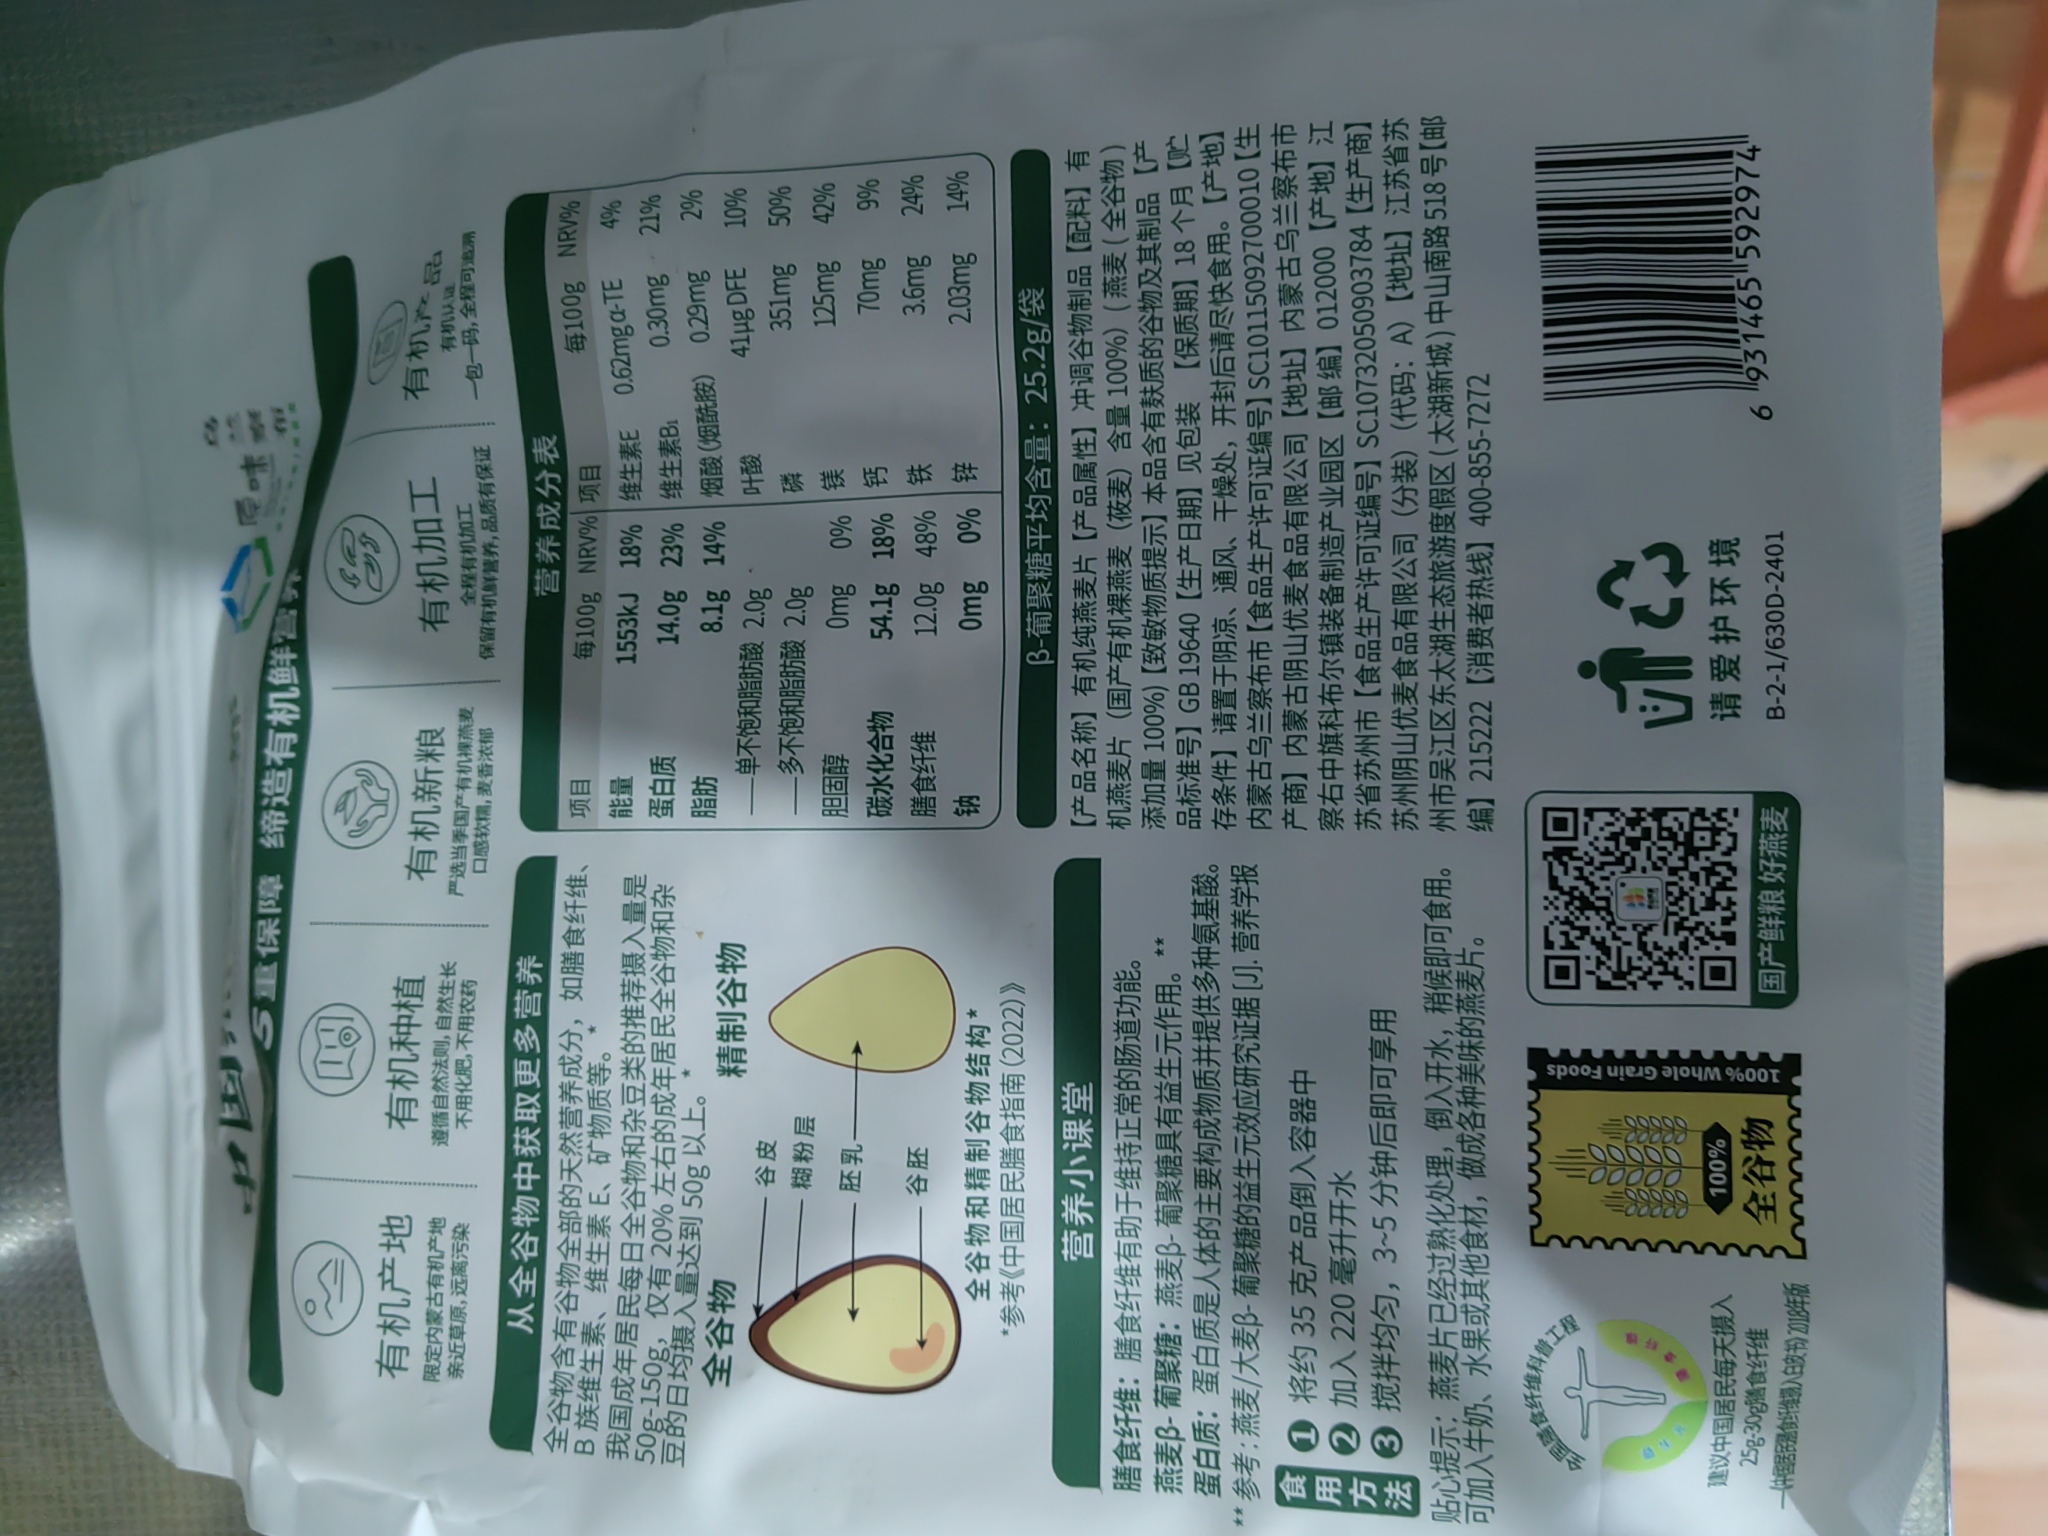 原味
5重保障 缔造有机鲜营养
有机产地
限定内蒙古有机产地
亲近草原,远离污染
有机种植
遵循自然法则,自然生长
不用化肥,不用农药
有机新粮
严选当季国产有机裸燕麦
口感软糯,麦香浓郁
有机加工
全程有机加工
保留有机鲜营养,品质有保证
有机产品
有机认证
一包一码,全程可追溯
从全谷物中获取更多营养
全谷物含有谷物全部的天然营养成分，如膳食纤维、
B 族维生素、维生素 E、矿物质等。*
我国成年居民每日全谷物和杂豆类的推荐摄入量是
50g-150g，仅有 20% 左右的成年居民全谷物和杂
豆的日均摄入量达到 50g 以上。*
全谷物 精制谷物
谷皮
糊粉层
胚乳
谷胚
全谷物和精制谷物结构*
*参考《中国居民膳食指南(2022)》
营养成分表
项目 每100g NRV% 项目 每100g NRV%
能量 1553kJ 18% 维生素E 0.62mgα-TE 4%
蛋白质 14.0g 23% 维生素B₁ 0.30mg 21%
脂肪 8.1g 14% 烟酸(烟酰胺) 0.29mg 2%
——单不饱和脂肪酸 2.0g 叶酸 41μgDFE 10%
——多不饱和脂肪酸 2.0g 磷 351mg 50%
胆固醇 0mg 0% 镁 125mg 42%
碳水化合物 54.1g 18% 钙 70mg 9%
膳食纤维 12.0g 48% 铁 3.6mg 24%
钠 0mg 0% 锌 2.03mg 14%
β-葡聚糖平均含量：25.2g/袋
【产品名称】有机纯燕麦片【产品属性】冲调谷物制品【配料】有
机燕麦片（国产有机裸燕麦（莜麦）含量 100%）( 燕麦 ( 全谷物 )
添加量 100%)【致敏物质提示】本品含有麸质的谷物及其制品【产
品标准号】GB 19640【生产日期】见包装 【保质期】18 个月【贮
存条件】请置于阴凉、通风、干燥处，开封后请尽快食用。【产地】
内蒙古乌兰察布市【食品生产许可证编号】SC10115092700010【生
产商】内蒙古阴山优麦食品有限公司【地址】内蒙古乌兰察布市
察右中旗科布尔镇装备制造产业园区【邮编】012000【产地】江
苏省苏州市【食品生产许可证编号】SC10732050903784【生产商】
苏州阴山优麦食品有限公司（分装）（代码：A）【地址】江苏省苏
州市吴江区东太湖生态旅游度假区 ( 太湖新城 ) 中山南路 518 号【邮
编】215222【消费者热线】400-855-7272
营养小课堂
膳食纤维：膳食纤维有助于维持正常的肠道功能。
燕麦β- 葡聚糖：燕麦β- 葡聚糖具有益生元作用。**
蛋白质：蛋白质是人体的主要构成物质并提供多种氨基酸。
** 参考：燕麦/大麦β- 葡聚糖的益生元效应研究证据 [J]. 营养学报
食用方法
1 将约 35 克产品倒入容器中
2 加入 220 毫升开水
3 搅拌均匀，3~5 分钟后即可享用
贴心提示：燕麦片已经过熟化处理，倒入开水，稍候即可食用。
可加入牛奶、水果或其他食材，做成各种美味的燕麦片。
建议中国居民每天摄入
25g-30g膳食纤维
100% Whole Grain Foods
100%
全谷物
国产鲜粮 好燕麦
请爱护环境
B-2-1/630D-2401
6 931465 592974